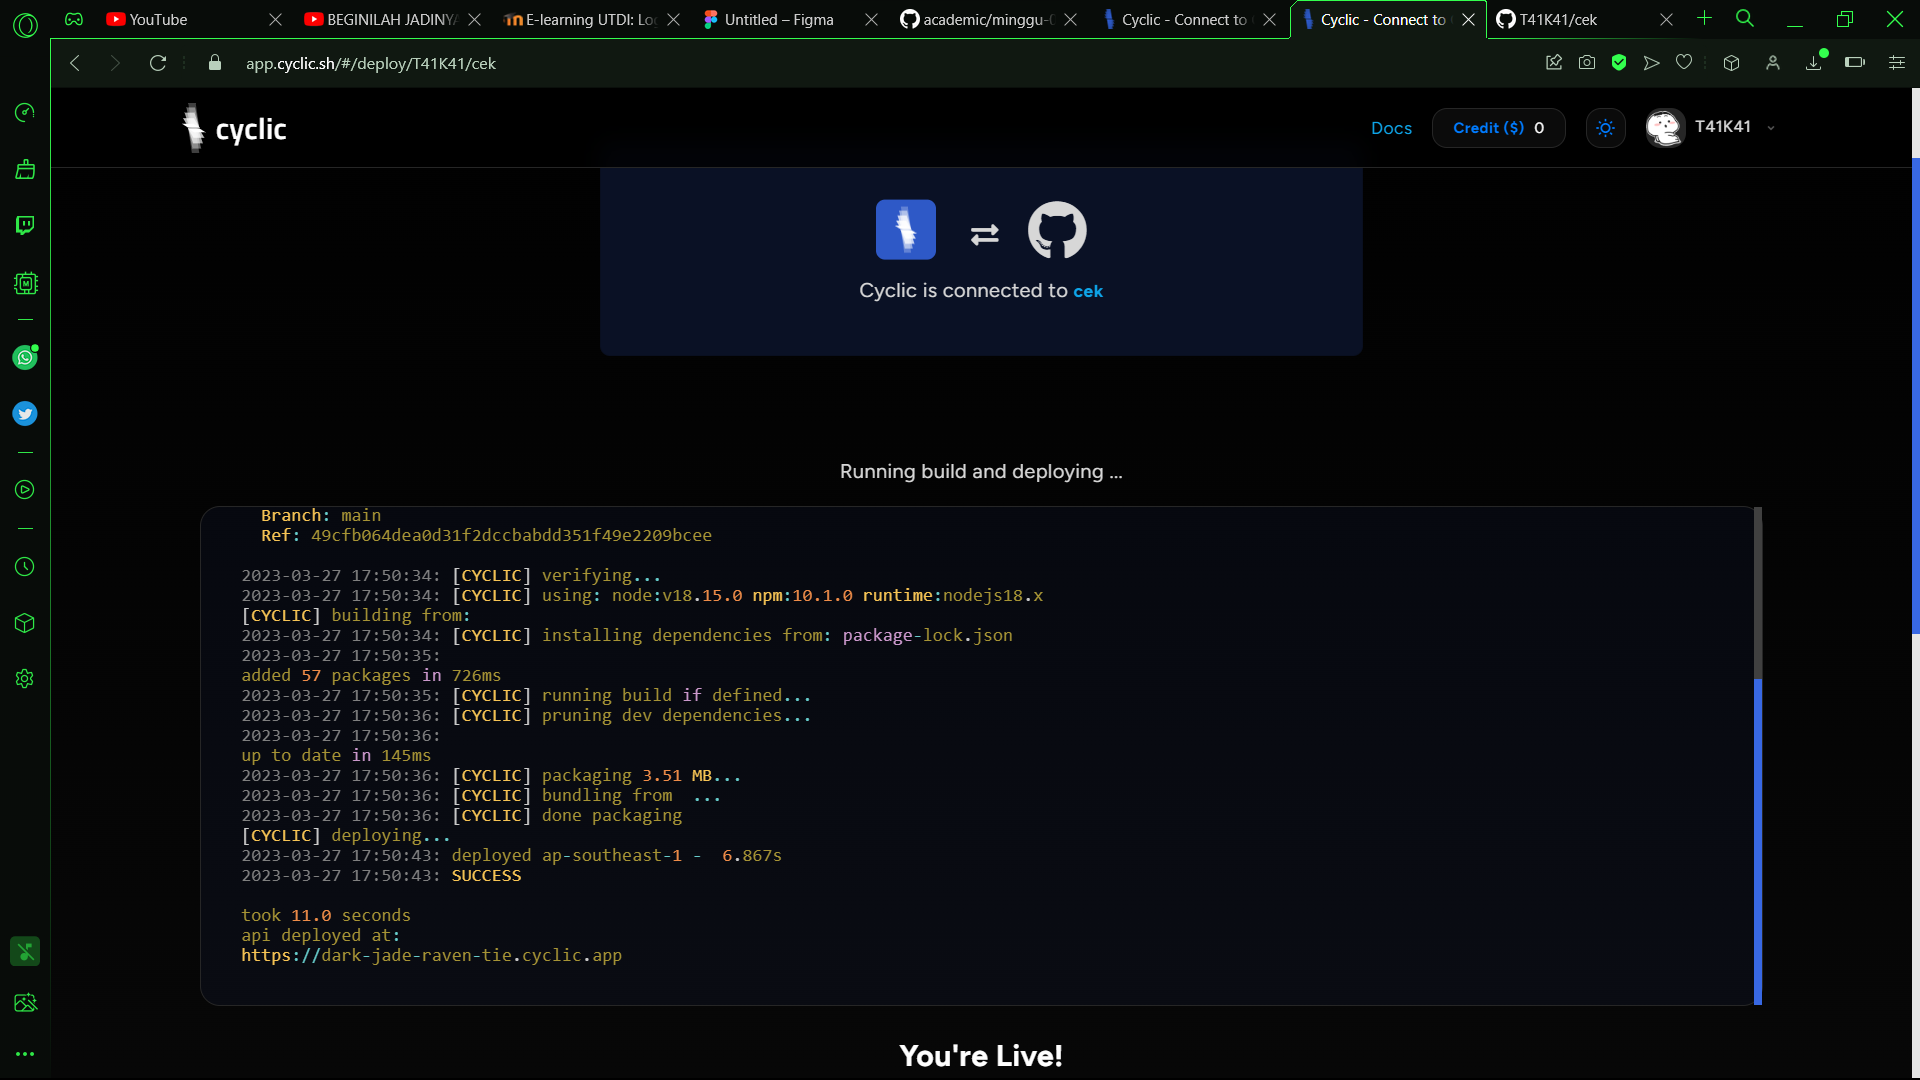 YouTube
BEGINILAH JADINYA
E-learning UTDI: Lo
Untitled – Figma
academic/minggu-0
Cyclic - Connect to
Cyclic - Connect to
T41K41/cek
app.cyclic.sh/#/deploy/T41K41/cek
cyclic
Docs
Credit ($) 0
T41K41
Cyclic is connected to cek
Running build and deploying ...
Branch: main
Ref: 49cfb064dea0d31f2dccbabdd351f49e2209bcee
2023-03-27 17:50:34: [CYCLIC] verifying...
2023-03-27 17:50:34: [CYCLIC] using: node:v18.15.0 npm:10.1.0 runtime:nodejs18.x
[CYCLIC] building from:
2023-03-27 17:50:34: [CYCLIC] installing dependencies from: package-lock.json
2023-03-27 17:50:35:
added 57 packages in 726ms
2023-03-27 17:50:35: [CYCLIC] running build if defined...
2023-03-27 17:50:36: [CYCLIC] pruning dev dependencies...
2023-03-27 17:50:36:
up to date in 145ms
2023-03-27 17:50:36: [CYCLIC] packaging 3.51 MB...
2023-03-27 17:50:36: [CYCLIC] bundling from ...
2023-03-27 17:50:36: [CYCLIC] done packaging
[CYCLIC] deploying...
2023-03-27 17:50:43: deployed ap-southeast-1 - 6.867s
2023-03-27 17:50:43: SUCCESS
took 11.0 seconds
api deployed at:
https://dark-jade-raven-tie.cyclic.app
You're Live!